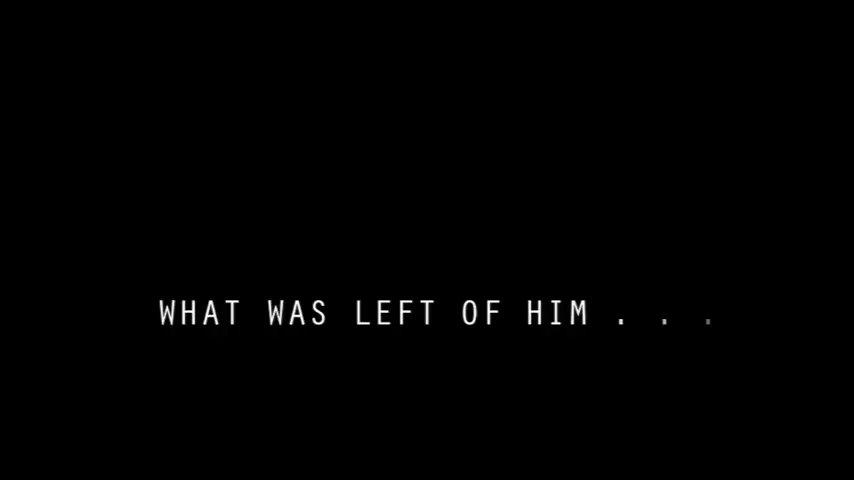 WHAT WAS LEFT OF HIM . . .